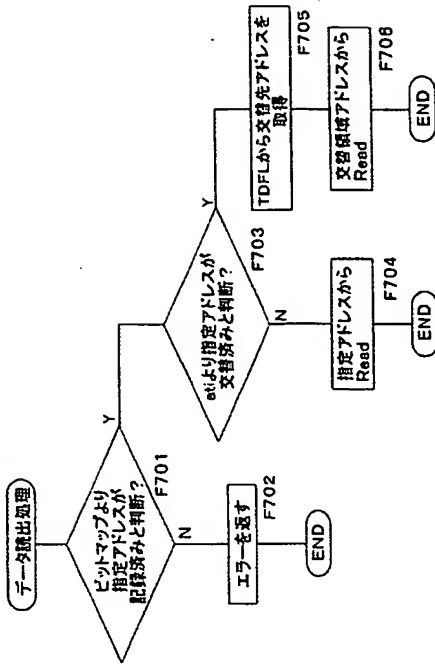 データ読出処理
ビットマップより
指定アドレスが
記録済みと判断?
F701
Y
N
エラーを返す
F702
END
atiより指定アドレスが
交替済みと判断?
F703
Y
N
指定アドレスから
Read
F704
END
TDFLから交替先アドレスを
取得
F705
交替領域アドレスから
Read
F706
END